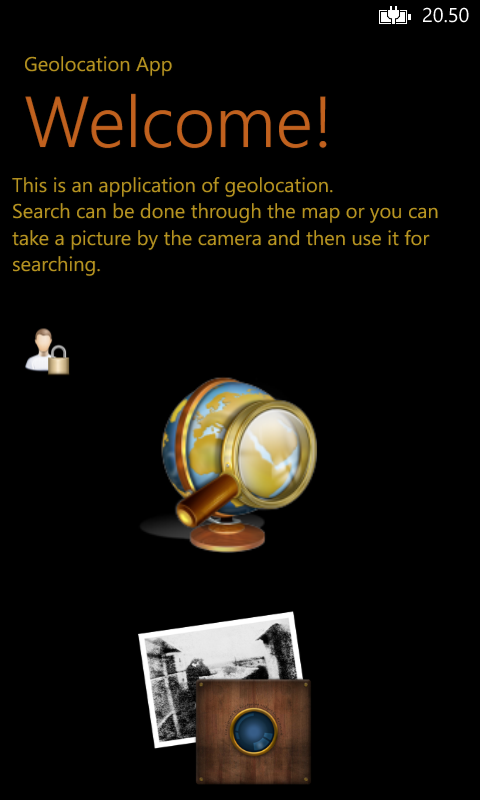 20.50
Geolocation App
Welcome!
This is an application of geolocation.
Search can be done through the map or you can
take a picture by the camera and then use it for
searching.